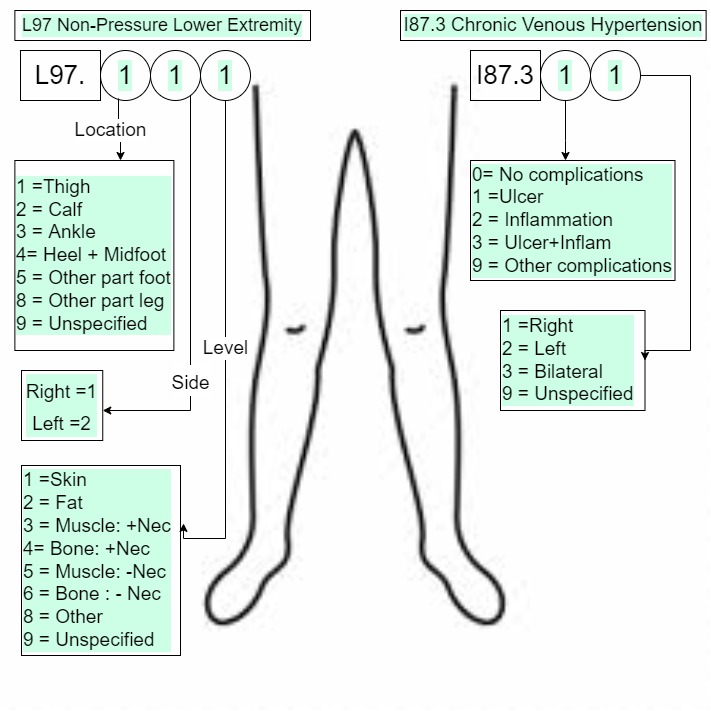 L97 Non-Pressure Lower Extremity
L97. 1 1 1
Location
1 =Thigh
2 = Calf
3 = Ankle
4= Heel + Midfoot
5 = Other part foot
8 = Other part leg
9 = Unspecified
Level
Side
Right =1
Left =2
1 =Skin
2 = Fat
3 = Muscle: +Nec
4= Bone: +Nec
5 = Muscle: -Nec
6 = Bone : - Nec
8 = Other
9 = Unspecified
I87.3 Chronic Venous Hypertension
I87.3 1 1
0= No complications
1 =Ulcer
2 = Inflammation
3 = Ulcer+Inflam
9 = Other complications
1 =Right
2 = Left
3 = Bilateral
9 = Unspecified